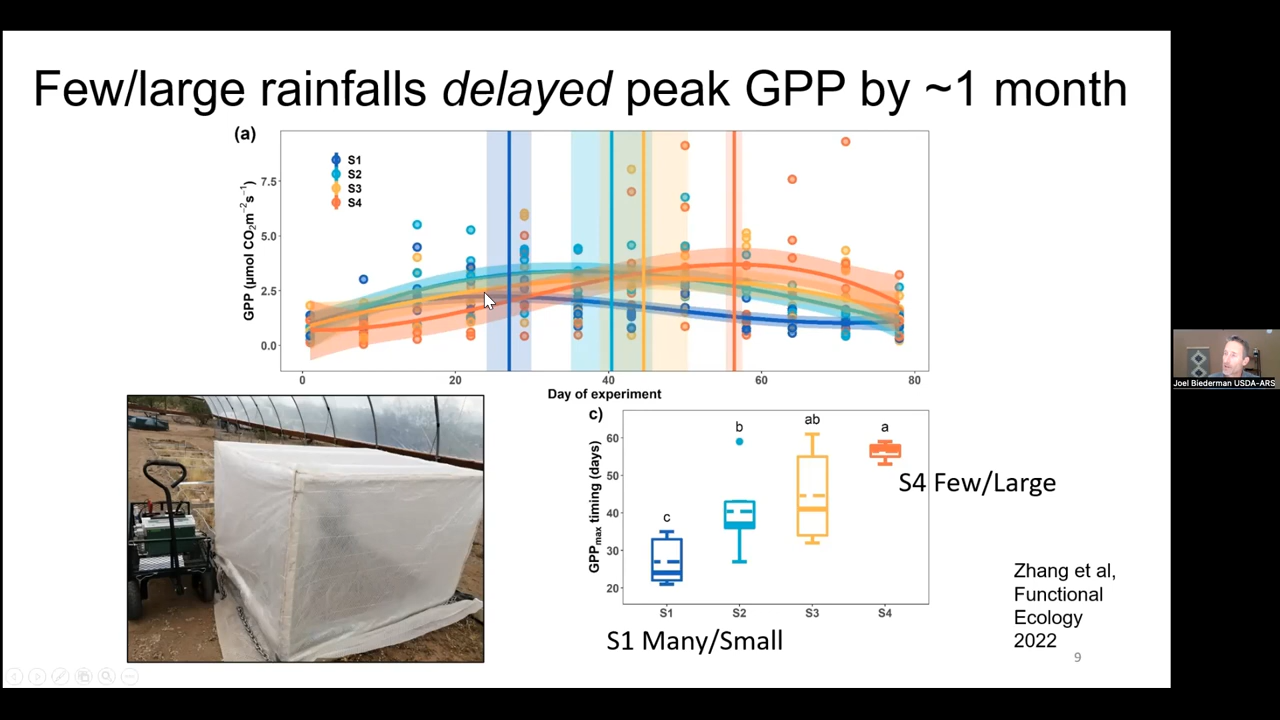 Few/large rainfalls delayed peak GPP by ~1 month
(a)
S1
S2
S3
S4
GPP (µmol CO₂m⁻²s⁻¹)
7.5
5.0
2.5
0.0
0
20
40
60
80
Day of experiment
c)
GPPmax timing (days)
60
50
40
30
20
c
b
ab
a
S1
S2
S3
S4
S4 Few/Large
S1 Many/Small
Zhang et al,
Functional
Ecology
2022
9
Joel Biederman USDA-ARS